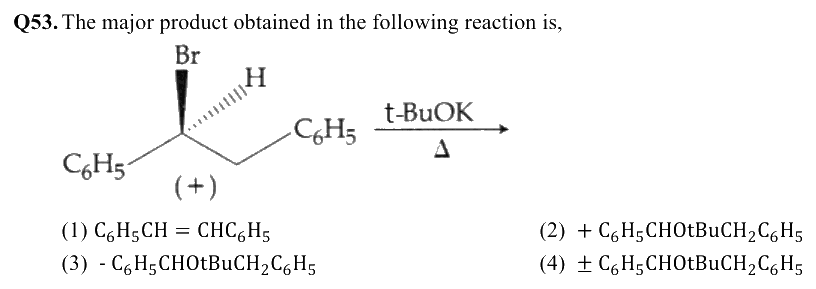 Q53. The major product obtained in the following reaction is,
Br
H
C₆H₅
t-BuOK
Δ
C₆H₅
(+)
(1) C₆H₅CH = CHC₆H₅
(2) + C₆H₅CHOtBuCH₂C₆H₅
(3) - C₆H₅CHOtBuCH₂C₆H₅
(4) ± C₆H₅CHOtBuCH₂C₆H₅